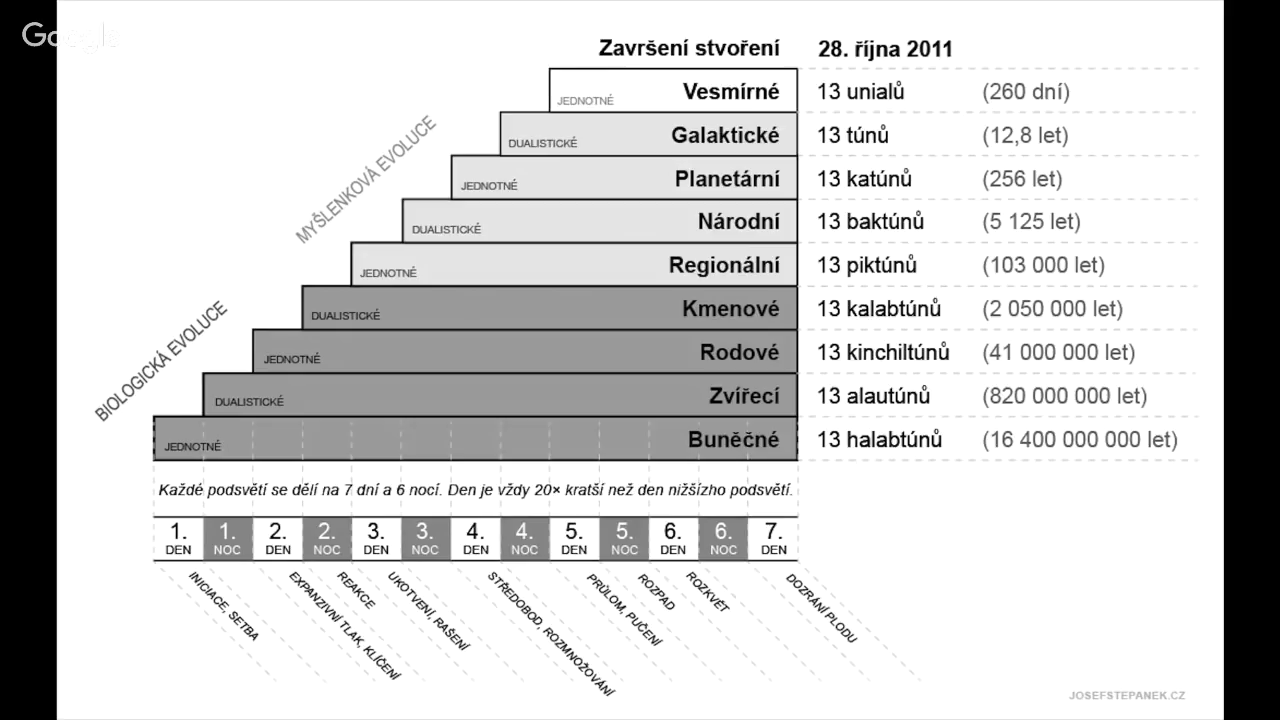 Google
Završení stvoření 28. října 2011
JEDNOTNÉ Vesmírné 13 unialů (260 dní)
DUALISTICKÉ Galaktické 13 túnů (12,8 let)
JEDNOTNÉ Planetární 13 katúnů (256 let)
DUALISTICKÉ Národní 13 baktúnů (5 125 let)
JEDNOTNÉ Regionální 13 piktúnů (103 000 let)
DUALISTICKÉ Kmenové 13 kalabtúnů (2 050 000 let)
JEDNOTNÉ Rodové 13 kinchiltúnů (41 000 000 let)
DUALISTICKÉ Zvířecí 13 alautúnů (820 000 000 let)
JEDNOTNÉ Buněčné 13 halabtúnů (16 400 000 000 let)
MYŠLENKOVÁ EVOLUCE
BIOLOGICKÁ EVOLUCE
Každé podsvětí se dělí na 7 dní a 6 nocí. Den je vždy 20× kratší než den nižšízho podsvětí.
1. 1. 2. 2. 3. 3. 4. 4. 5. 5. 6. 6. 7.
DEN NOC DEN NOC DEN NOC DEN NOC DEN NOC DEN NOC DEN
INICIACE, SETBA
EXPANZIVNÍ TLAK, KLÍČENÍ
REAKCE
UKOTVENÍ, RAŠENÍ
STŘEDOBOD, ROZMNOŽOVÁNÍ
PRŮLOM, PUČENÍ
ROZPAD
ROZKVĚT
DOZRÁNÍ PLODU
JOSEFSTEPANEK.CZ